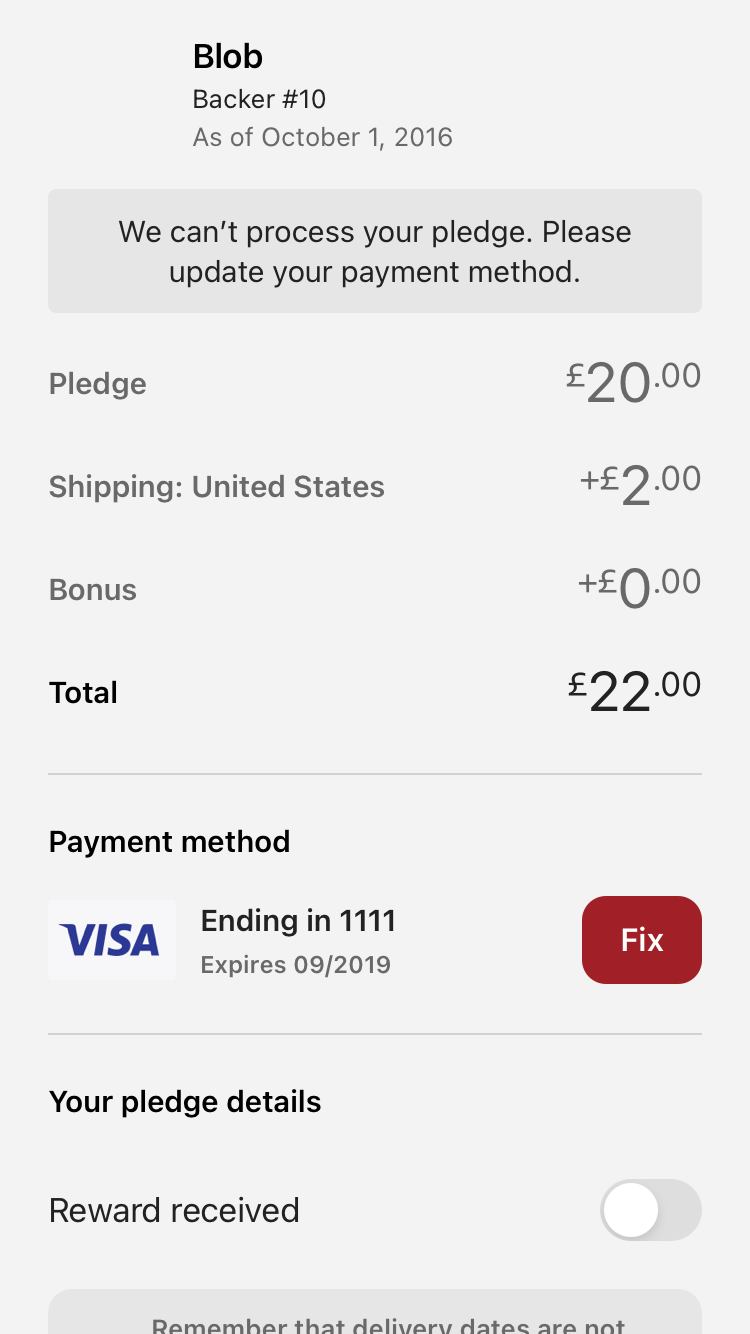 Blob
Backer #10
As of October 1, 2016
We can’t process your pledge. Please
update your payment method.
Pledge £20.00
Shipping: United States +£2.00
Bonus +£0.00
Total £22.00
Payment method
VISA
Ending in 1111
Expires 09/2019
Fix
Your pledge details
Reward received
Remember that delivery dates are not